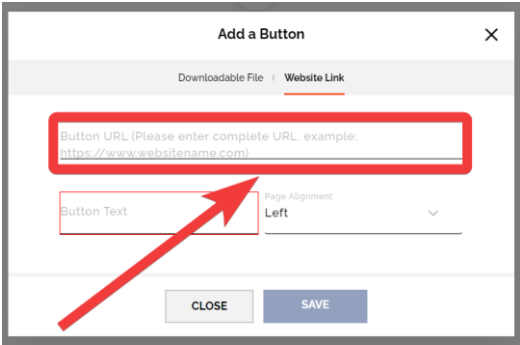 Add a Button
Downloadable File | Website Link
Button URL (Please enter complete URL, example:
https://www.websitename.com)
Page Alignment
Button Text
Left
CLOSE
SAVE